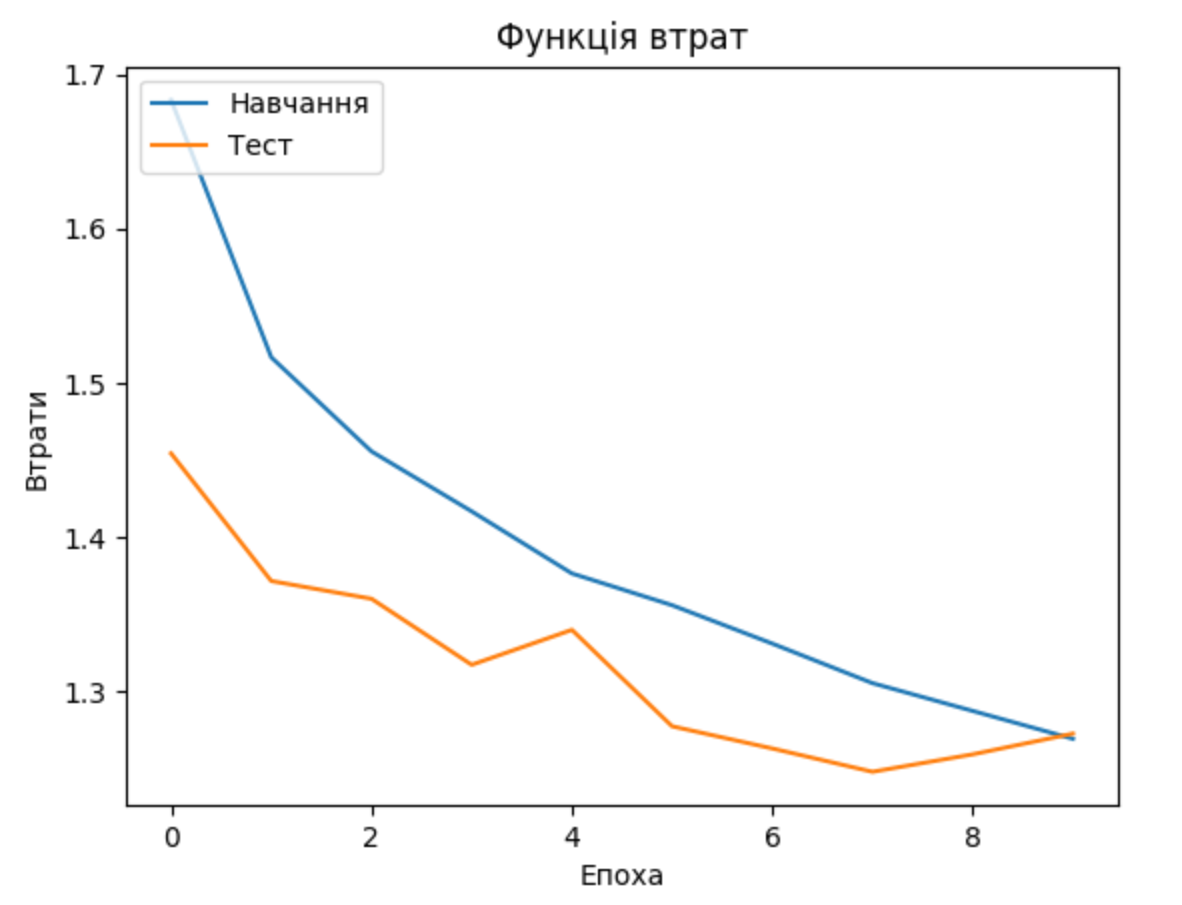 Функція втрат
1.7
1.6
1.5
1.4
1.3
Втрати
Навчання
Тест
0
2
4
6
8
Епоха